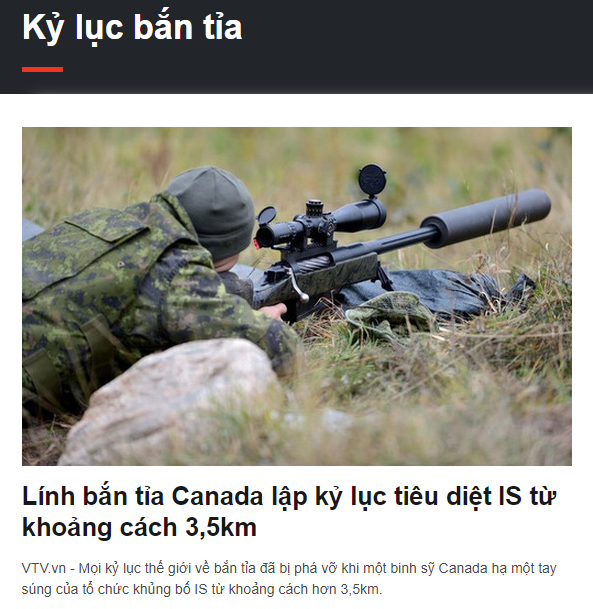 Kỷ lục bắn tỉa
Lính bắn tỉa Canada lập kỷ lục tiêu diệt IS từ
khoảng cách 3,5km
VTV.vn - Mọi kỷ lục thế giới về bắn tỉa đã bị phá vỡ khi một binh sỹ Canada hạ một tay
súng của tổ chức khủng bố IS từ khoảng cách hơn 3,5km.